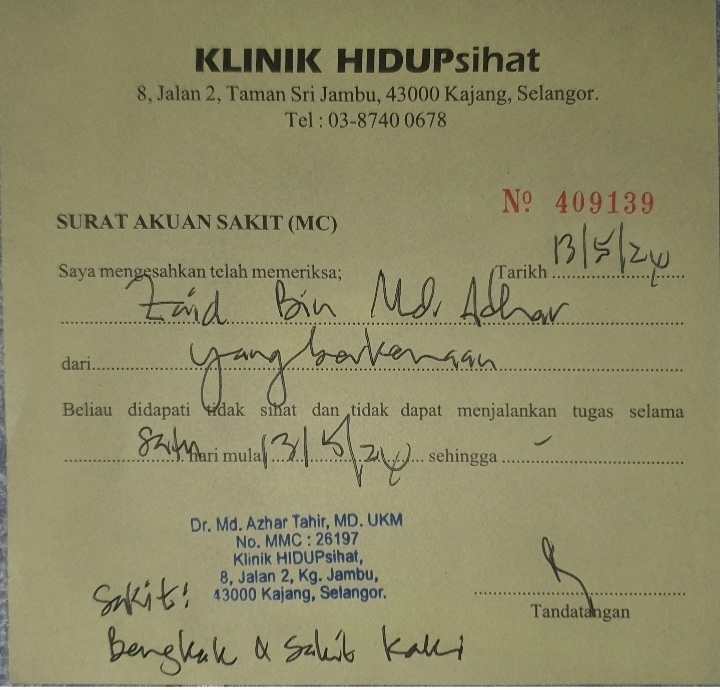 KLINIK HIDUPsihat
8, Jalan 2, Taman Sri Jambu, 43000 Kajang, Selangor.
Tel : 03-8740 0678
Nº 409139
SURAT AKUAN SAKIT (MC)
Saya mengesahkan telah memeriksa; Tarikh 13/5/24
Zaid Bin Md. Adhar
dari yang berkenaan
Beliau didapati tidak sihat dan tidak dapat menjalankan tugas selama
Satu hari mula 13/5/24 sehingga -
Dr. Md. Azhar Tahir, MD. UKM
No. MMC : 26197
Klinik HIDUPsihat,
8, Jalan 2, Kg. Jambu,
43000 Kajang, Selangor.
Tandatangan
Sakit:
Bengkak & Sakit Kaki